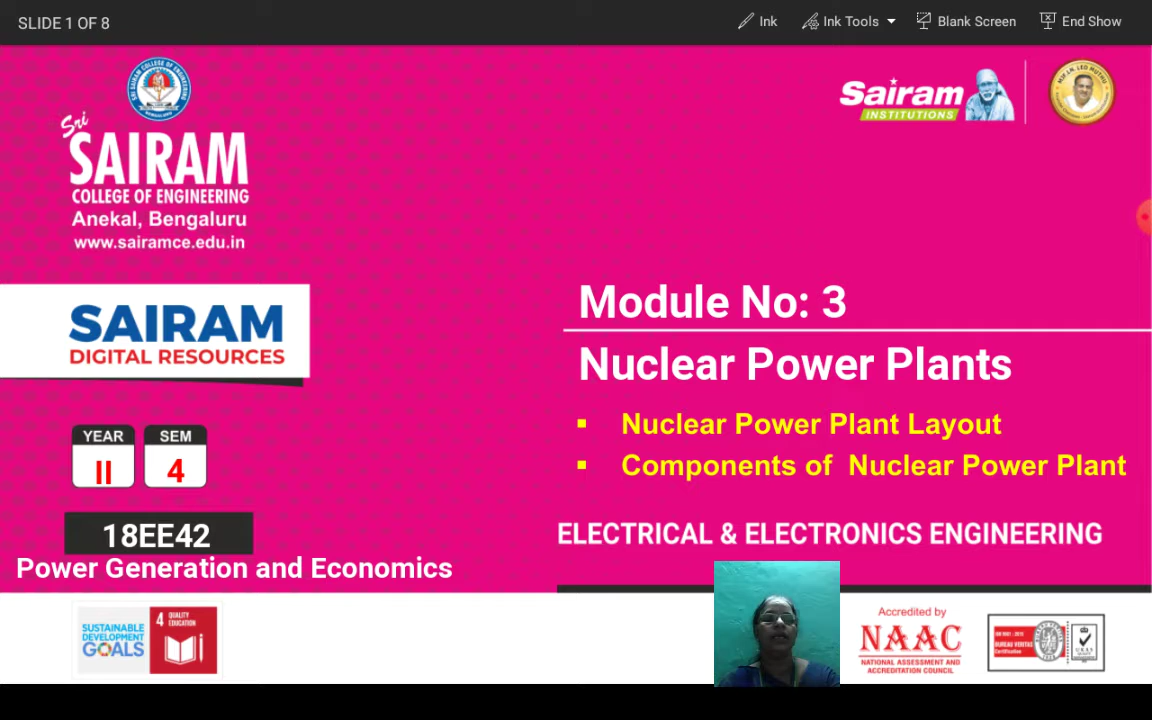 SLIDE 1 OF 8
Ink
Ink Tools
Blank Screen
End Show
Sri
SAIRAM
COLLEGE OF ENGINEERING
Anekal, Bengaluru
www.sairamce.edu.in
Sairam
INSTITUTIONS
SAIRAM
DIGITAL RESOURCES
Module No: 3
Nuclear Power Plants
▪ Nuclear Power Plant Layout
▪ Components of Nuclear Power Plant
YEAR
II
SEM
4
18EE42
Power Generation and Economics
ELECTRICAL & ELECTRONICS ENGINEERING
SUSTAINABLE
DEVELOPMENT
GOALS
4 QUALITY
EDUCATION
Accredited by
NAAC
NATIONAL ASSESSMENT AND
ACCREDITATION COUNCIL
BUREAU VERITAS
Certification